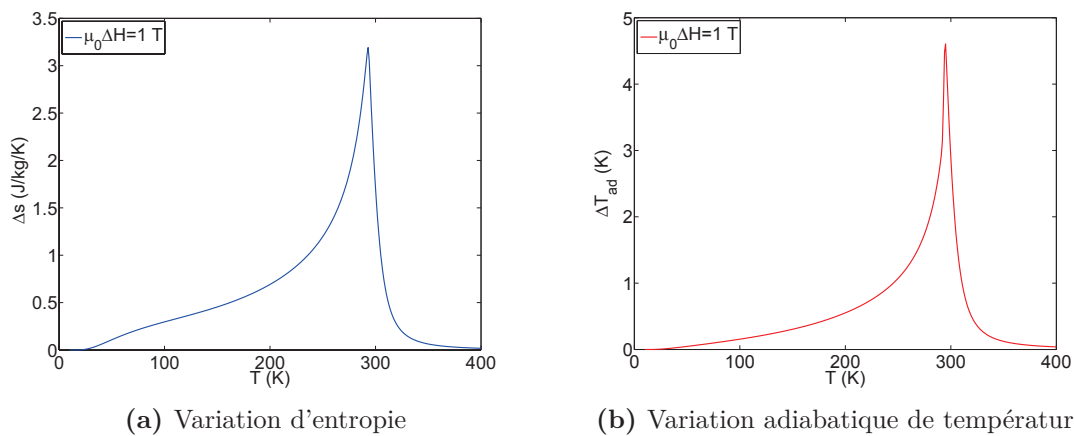 3.5
3
2.5
2
1.5
1
0.5
0
Δs (J/kg/K)
μ₀ΔH=1 T
0 100 200 300 400
T (K)
(a) Variation d'entropie
5
4
3
2
1
0
ΔT_ad (K)
μ₀ΔH=1 T
0 100 200 300 400
T (K)
(b) Variation adiabatique de températur